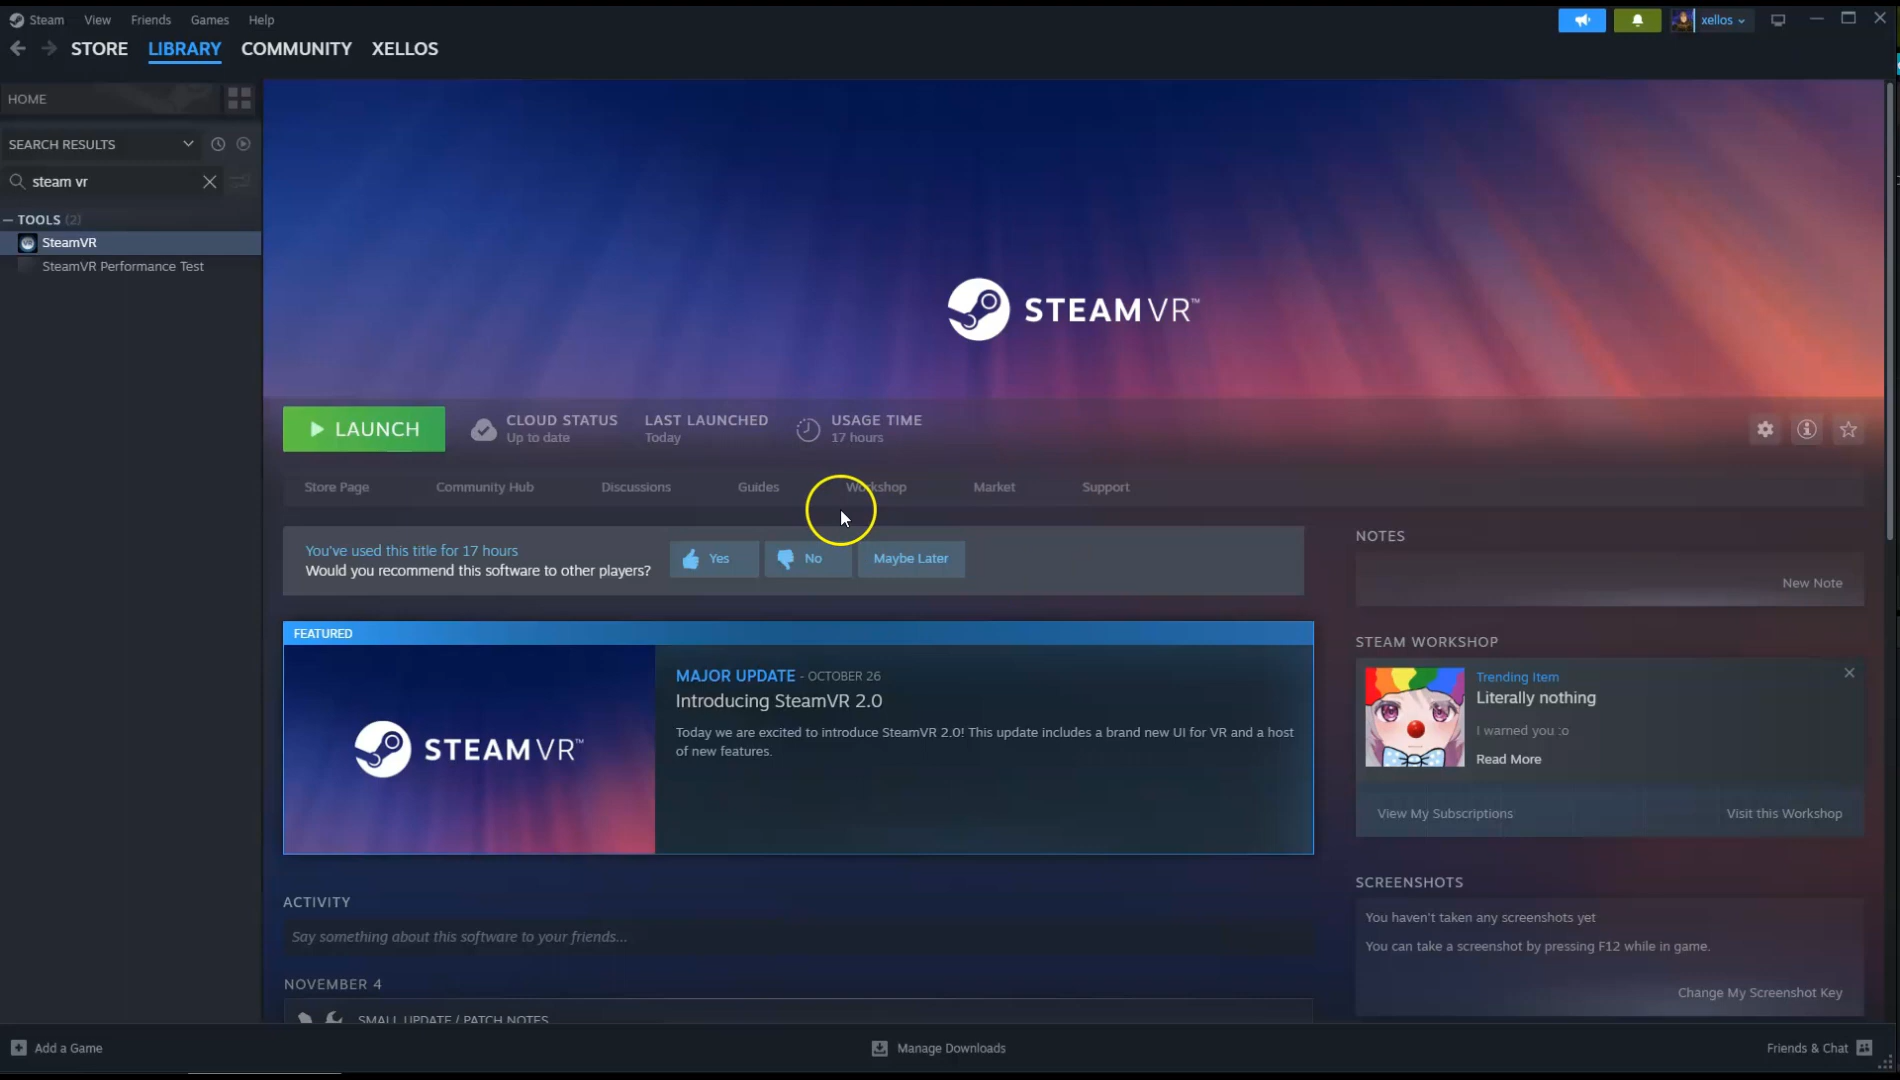 Steam View Friends Games Help
xellos
STORE LIBRARY COMMUNITY XELLOS
HOME
SEARCH RESULTS
steam vr
TOOLS (2)
SteamVR
SteamVR Performance Test
STEAMVR™
LAUNCH
CLOUD STATUS
Up to date
LAST LAUNCHED
Today
USAGE TIME
17 hours
Store Page Community Hub Discussions Guides Workshop Market Support
You've used this title for 17 hours
Would you recommend this software to other players?
Yes No Maybe Later
FEATURED
STEAMVR™
MAJOR UPDATE - OCTOBER 26
Introducing SteamVR 2.0
Today we are excited to introduce SteamVR 2.0! This update includes a brand new UI for VR and a host
of new features.
ACTIVITY
Say something about this software to your friends...
NOVEMBER 4
SMALL UPDATE / PATCH NOTES
NOTES
New Note
STEAM WORKSHOP
Trending Item
Literally nothing
I warned you :o
Read More
View My Subscriptions Visit this Workshop
SCREENSHOTS
You haven't taken any screenshots yet
You can take a screenshot by pressing F12 while in game.
Change My Screenshot Key
Add a Game
Manage Downloads
Friends & Chat